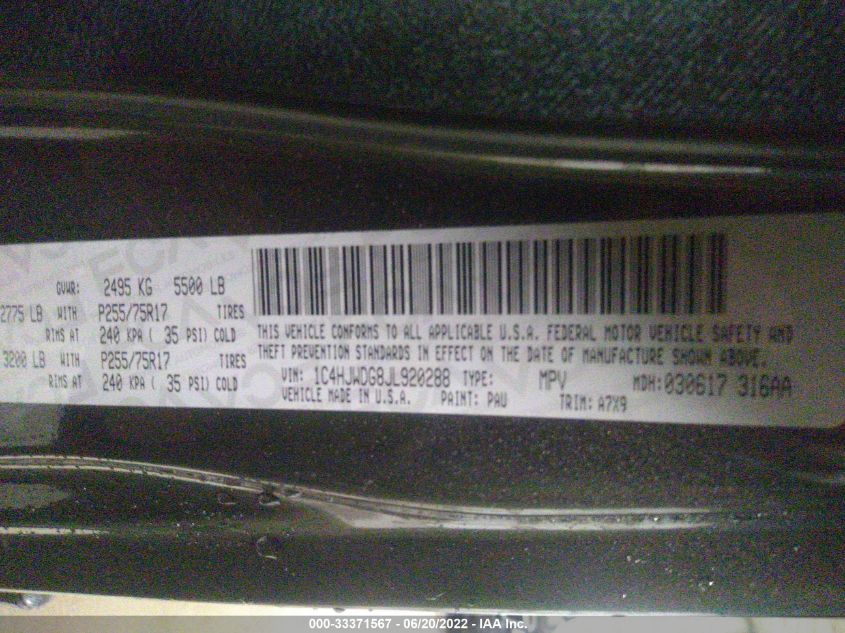 GVWR: 2495 KG 5500 LB
2775 LB WITH P255/75R17 TIRES
RIMS AT 240 KPA ( 35 PSI) COLD
3200 LB WITH P255/75R17 TIRES
RIMS AT 240 KPA ( 35 PSI) COLD
THIS VEHICLE CONFORMS TO ALL APPLICABLE U.S.A. FEDERAL MOTOR VEHICLE SAFETY AND
THEFT PREVENTION STANDARDS IN EFFECT ON THE DATE OF MANUFACTURE SHOWN ABOVE.
VIN: 1C4HJWDG8JL920288 TYPE: MPV MDH: 030617 316AA
VEHICLE MADE IN U.S.A. PAINT: PAU TRIM: A7X9
000-33371567 - 06/20/2022 - IAA Inc.